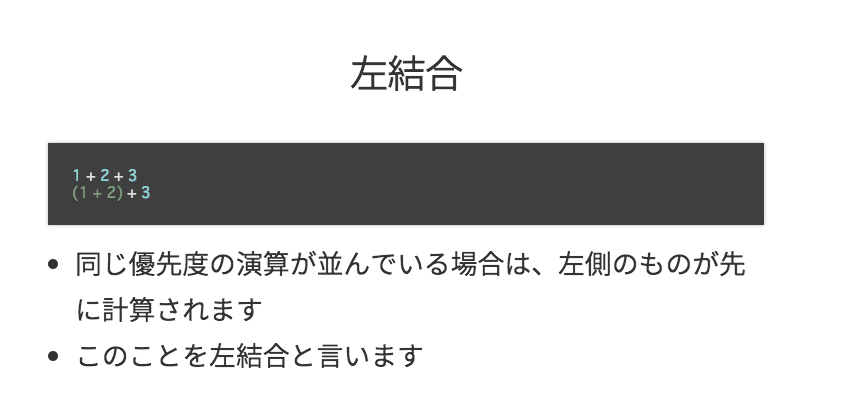 左結合
1 + 2 + 3
(1 + 2) + 3
• 同じ優先度の演算が並んでいる場合は、左側のものが先
に計算されます
• このことを左結合と言います